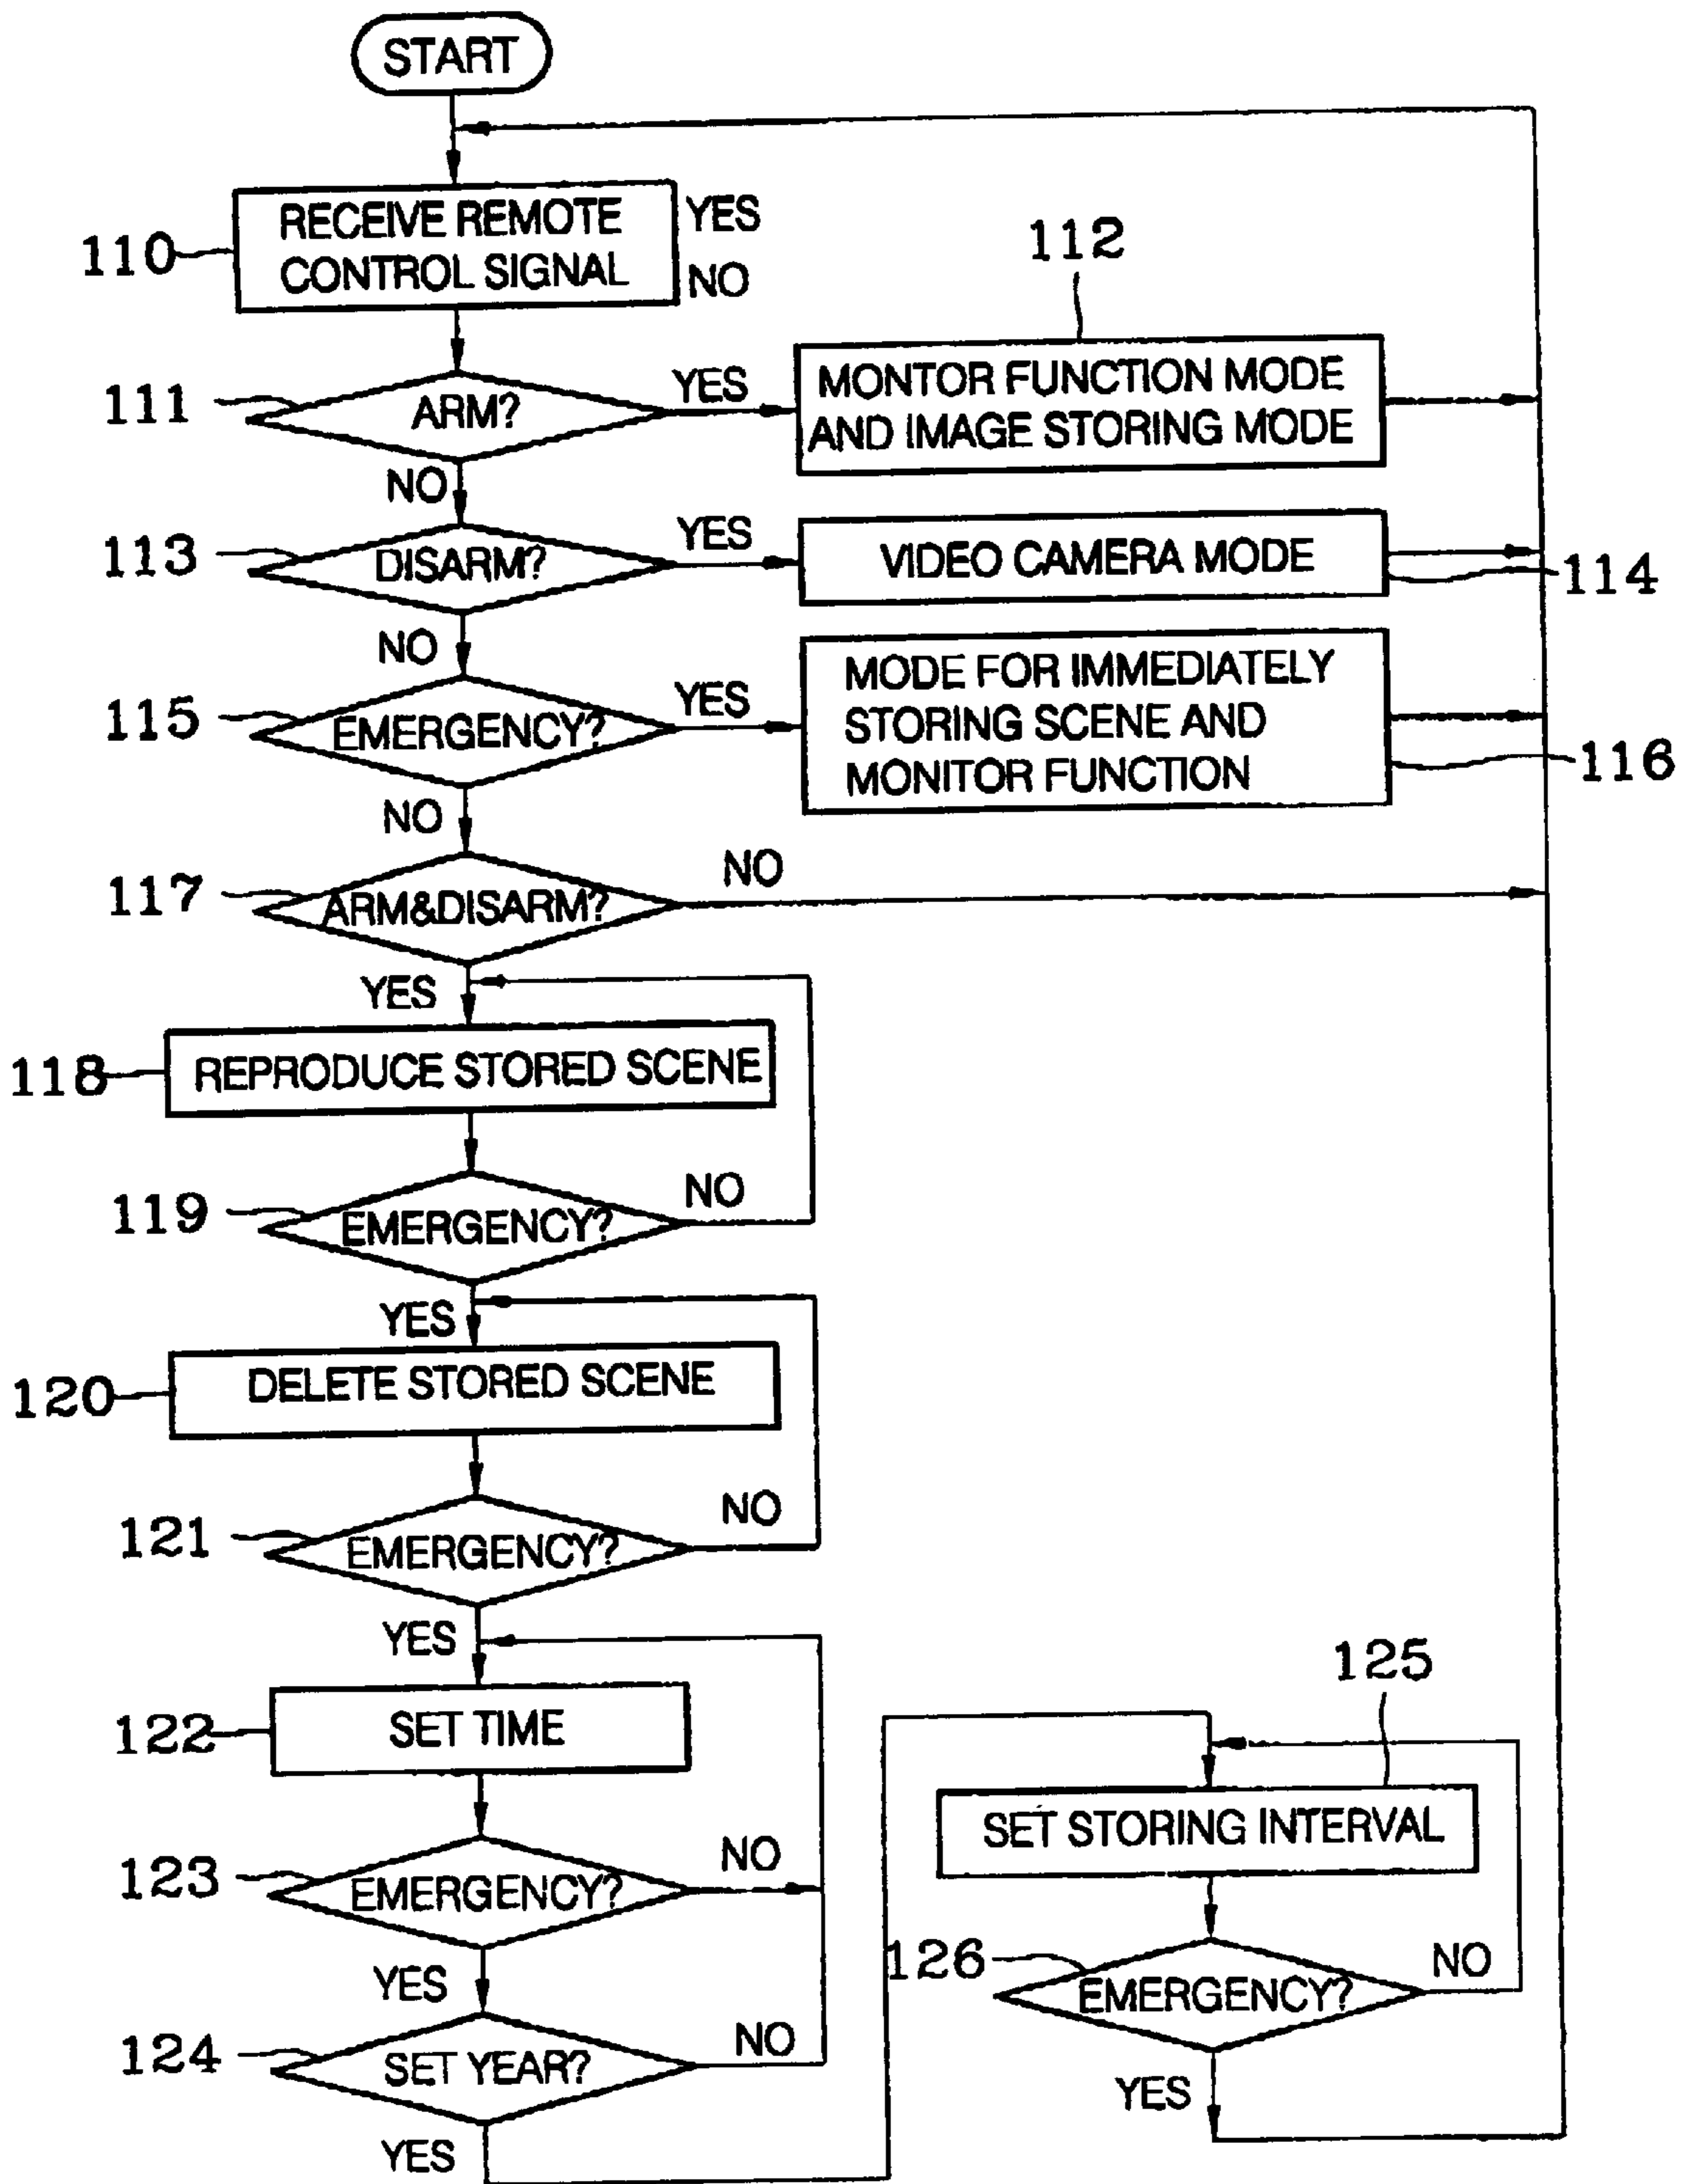 START
RECEIVE REMOTE
CONTROL SIGNAL
YES
NO
110
112
111
ARM?
YES
MONTOR FUNCTION MODE
AND IMAGE STORING MODE
NO
113
DISARM?
YES
VIDEO CAMERA MODE
114
NO
115
EMERGENCY?
YES
MODE FOR IMMEDIATELY
STORING SCENE AND
MONITOR FUNCTION
116
NO
117
ARM&DISARM?
NO
YES
118
REPRODUCE STORED SCENE
119
EMERGENCY?
NO
YES
120
DELETE STORED SCENE
121
EMERGENCY?
NO
YES
122
SET TIME
123
EMERGENCY?
NO
YES
124
SET YEAR?
NO
YES
125
SET STORING INTERVAL
126
EMERGENCY?
NO
YES